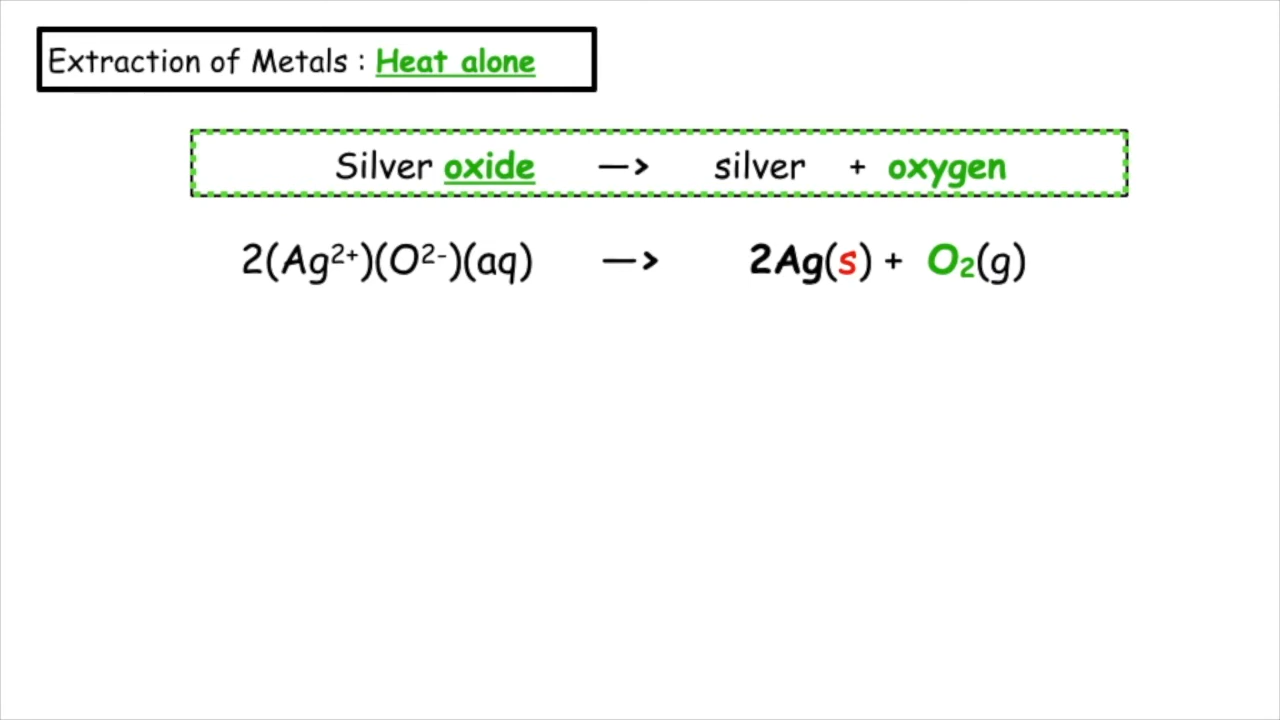 Extraction of Metals : Heat alone
Silver oxide —> silver + oxygen
2(Ag²⁺)(O²⁻)(aq) —> 2Ag(s) + O₂(g)